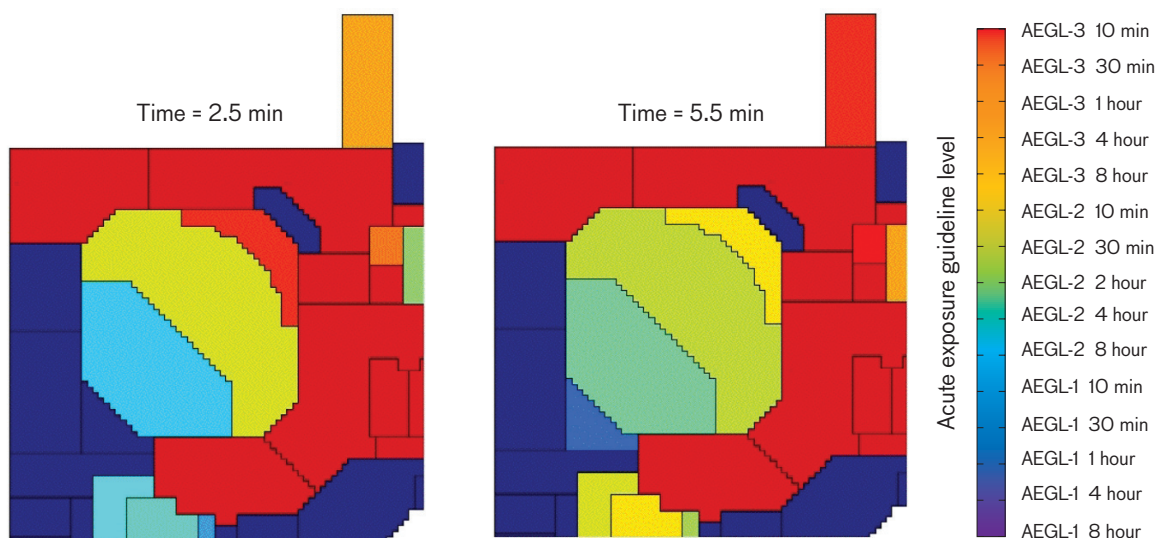 Time = 2.5 min
Time = 5.5 min
Acute exposure guideline level
AEGL-3 10 min
AEGL-3 30 min
AEGL-3 1 hour
AEGL-3 4 hour
AEGL-3 8 hour
AEGL-2 10 min
AEGL-2 30 min
AEGL-2 2 hour
AEGL-2 4 hour
AEGL-2 8 hour
AEGL-1 10 min
AEGL-1 30 min
AEGL-1 1 hour
AEGL-1 4 hour
AEGL-1 8 hour